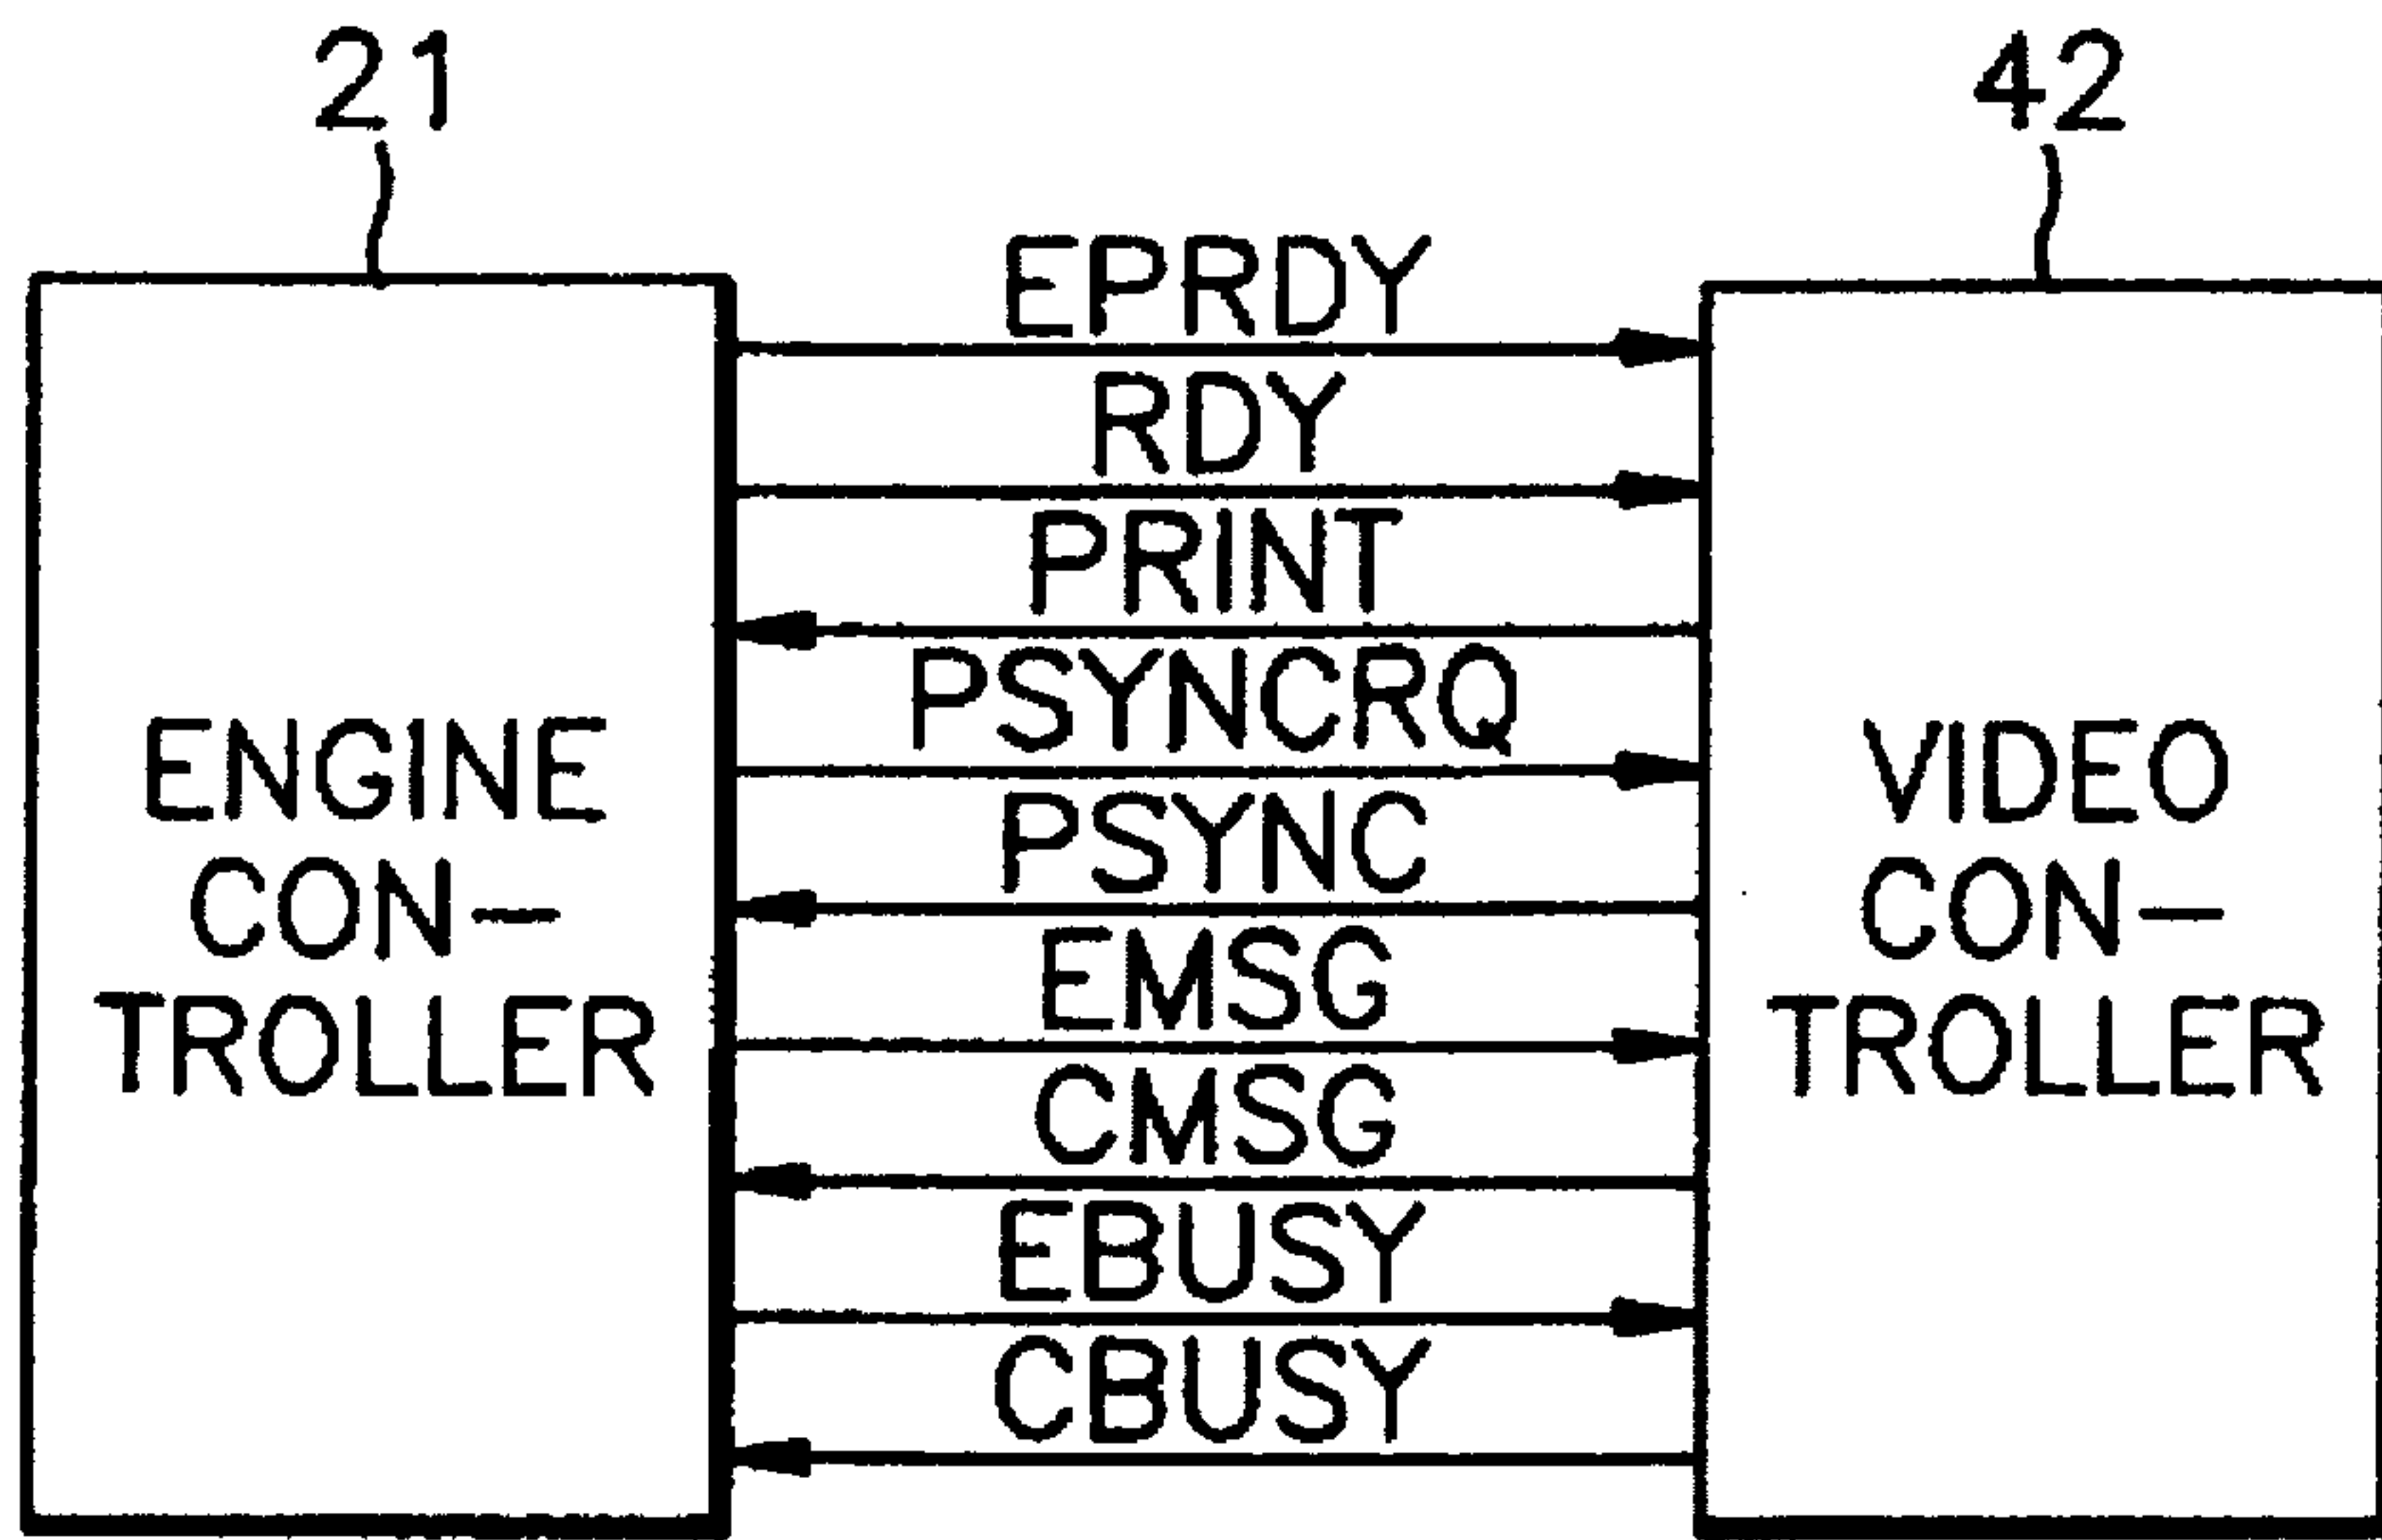 21
42
EPRDY
RDY
PRINT
PSYNCRQ
PSYNC
EMSG
CMSG
EBUSY
CBUSY
ENGINE
CON-
TROLLER
VIDEO
CON-
TROLLER